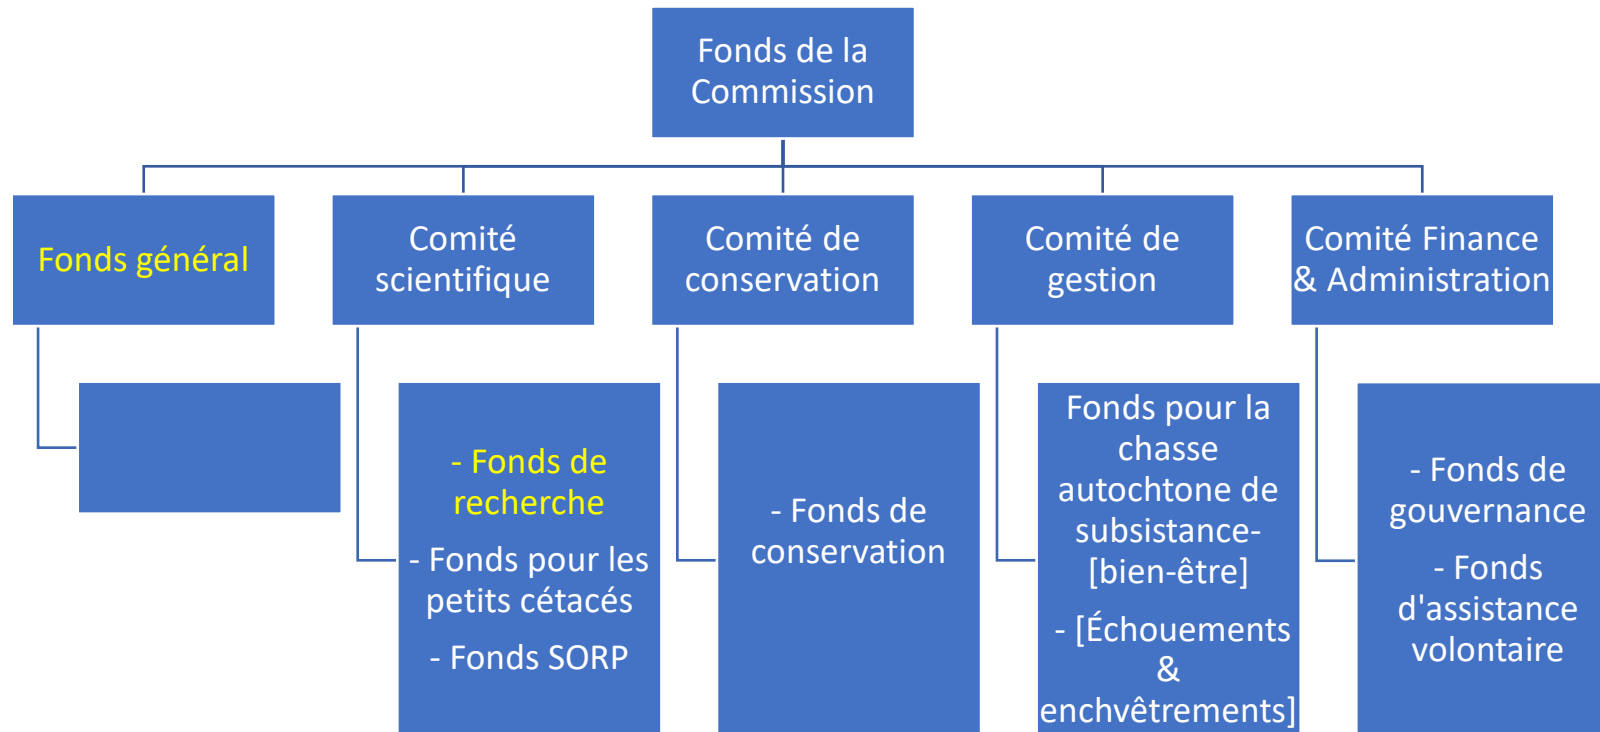 Fonds de la
Commission
Fonds général
Comité
scientifique
Comité de
conservation
Comité de
gestion
Comité Finance
& Administration
- Fonds de
recherche
- Fonds pour les
petits cétacés
- Fonds SORP
- Fonds de
conservation
Fonds pour la
chasse
autochtone de
subsistance-
[bien-être]
- [Échouements
&
enchvêtrements]
- Fonds de
gouvernance
- Fonds
d'assistance
volontaire